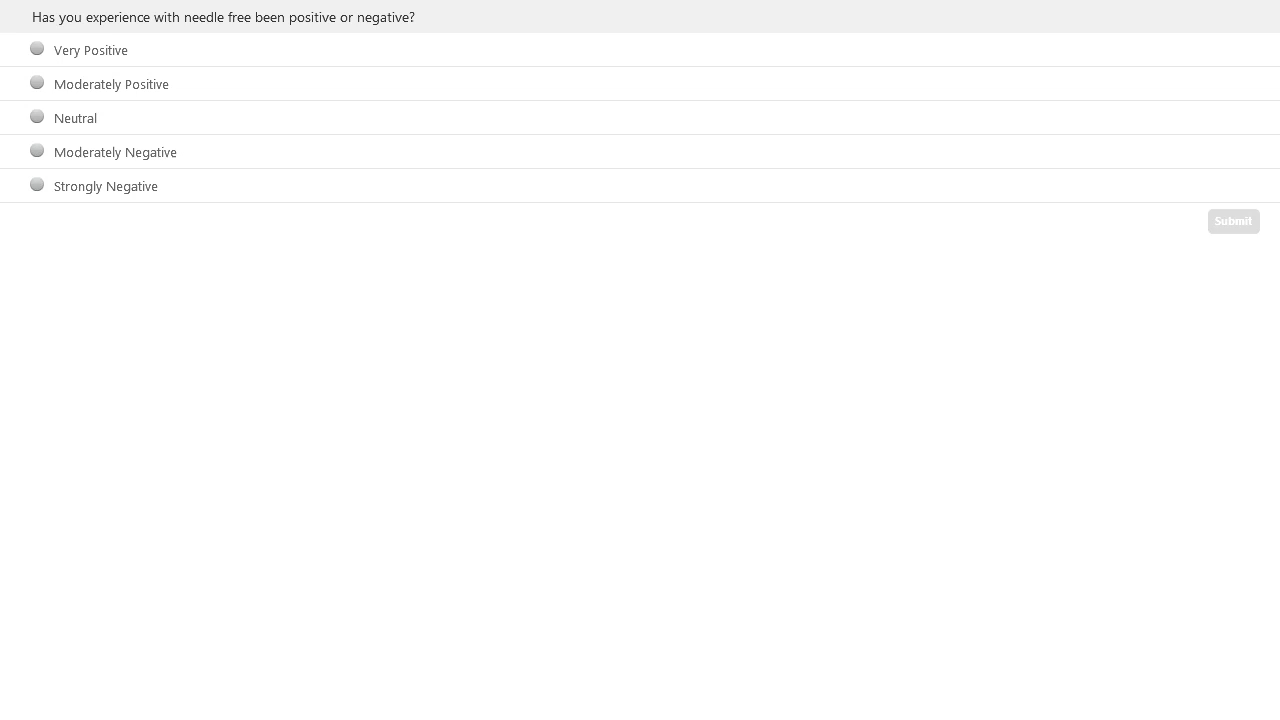 Has you experience with needle free been positive or negative?
Very Positive
Moderately Positive
Neutral
Moderately Negative
Strongly Negative
Submit